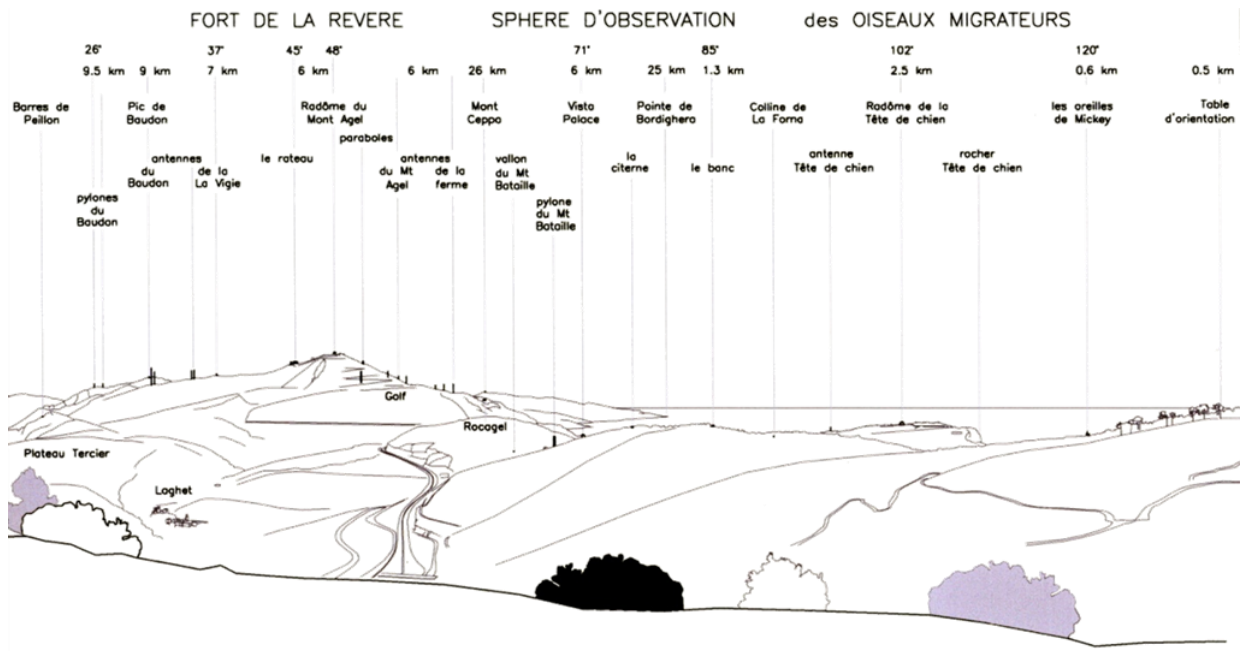 FORT DE LA REVERE SPHERE D'OBSERVATION des OISEAUX MIGRATEURS
26° 37° 45° 48° 71° 85° 102° 120°
9.5 km 9 km 7 km 6 km 6 km 26 km 6 km 25 km 1.3 km 2.5 km 0.6 km 0.5 km
Barres de
Peillon
Pic de
Baudon
Radôme du
Mont Agel
Mont
Ceppo
Vista
Palace
Pointe de
Bordighera
Colline de
La Forna
Radôme de la
Tête de chien
les oreilles
de Mickey
Table
d'orientation
paraboles
antennes
du
Baudon
de la
La Vigie
le rateau
antennes
du Mt
Agel
de la
ferme
vallon
du Mt
Bataille
la
citerne
le banc
antenne
Tête de chien
rocher
Tête de chien
pylones
du
Baudon
pylone
du Mt
Bataille
Golf
Rocagel
Plateau Tercier
Laghet